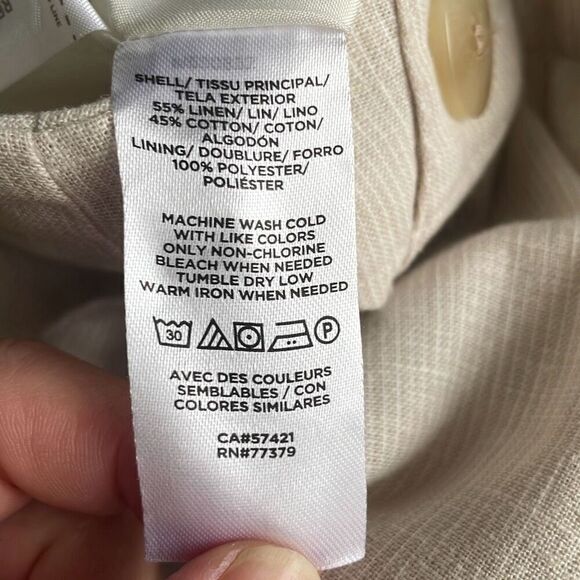 SHELL/ TISSU PRINCIPAL/
TELA EXTERIOR
55% LINEN/ LIN/ LINO
45% COTTON/ COTON/
ALGODÓN
LINING/ DOUBLURE/ FORRO
100% POLYESTER/
POLIÉSTER
MACHINE WASH COLD
WITH LIKE COLORS
ONLY NON-CHLORINE
BLEACH WHEN NEEDED
TUMBLE DRY LOW
WARM IRON WHEN NEEDED
30 P
AVEC DES COULEURS
SEMBLABLES / CON
COLORES SIMILARES
CA#57421
RN#77379